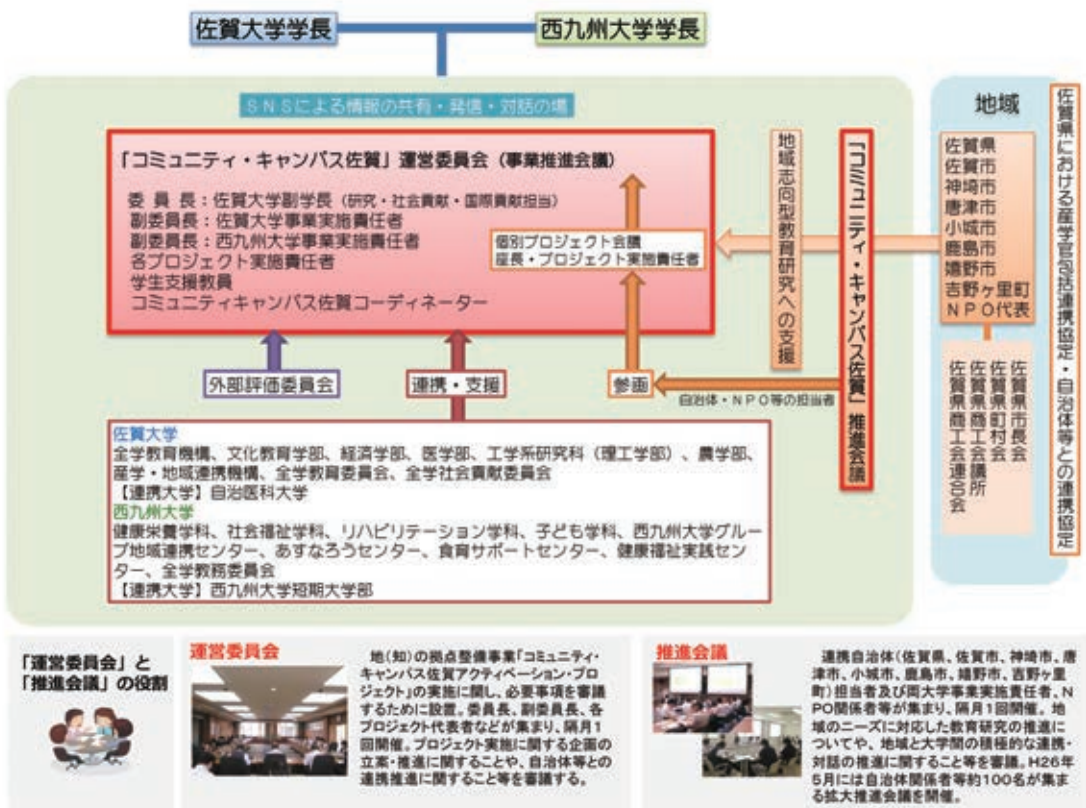 佐賀大学学長
西九州大学学長
SNSによる情報の共有・発信・対話の場
「コミュニティ・キャンパス佐賀」運営委員会（事業推進会議）
委 員 長：佐賀大学副学長（研究・社会貢献・国際貢献担当）
副委員長：佐賀大学事業実施責任者
副委員長：西九州大学事業実施責任者
各プロジェクト実施責任者
学生支援教員
コミュニティキャンパス佐賀コーディネーター
個別プロジェクト会議
座長・プロジェクト実施責任者
外部評価委員会
連携・支援
参画
自治体・NPO等の担当者
地域志向型教育研究への支援
「コミュニティ・キャンパス佐賀」推進会議
地域
佐賀県
佐賀市
神埼市
唐津市
小城市
鹿島市
嬉野市
吉野ヶ里町
NPO代表
佐賀県市長会
佐賀県町村会
佐賀県商工会議所
佐賀県商工会連合会
佐賀県における産学官包括連携協定・自治体等との連携協定
佐賀大学
全学教育機構、文化教育学部、経済学部、医学部、工学系研究科（理工学部）、農学部、
産学・地域連携機構、全学教育委員会、全学社会貢献委員会
【連携大学】自治医科大学
西九州大学
健康栄養学科、社会福祉学科、リハビリテーション学科、子ども学科、西九州大学グルー
プ地域連携センター、あすなろうセンター、食育サポートセンター、健康福祉実践セン
ター、全学教務委員会
【連携大学】西九州大学短期大学部
「運営委員会」と
「推進会議」の役割
運営委員会
地（知）の拠点整備事業「コミュニティ・
キャンパス佐賀アクティベーション・プ
ロジェクト」の実施に関し、必要事項を審議
するために設置。委員長、副委員長、各
プロジェクト代表者などが集まり、隔月1
回開催。プロジェクト実施に関する企画の
立案・推進に関することや、自治体等との
連携推進に関すること等を審議する。
推進会議
連携自治体（佐賀県、佐賀市、神埼市、唐
津市、小城市、鹿島市、嬉野市、吉野ヶ里
町）担当者及び両大学事業実施責任者、N
PO関係者等が集まり、隔月1回開催。地
域のニーズに対応した教育研究の推進に
ついてや、地域と大学間の積極的な連携・
対話の推進に関すること等を審議。H26年
5月には自治体関係者等約100名が集ま
る拡大推進会議を開催。